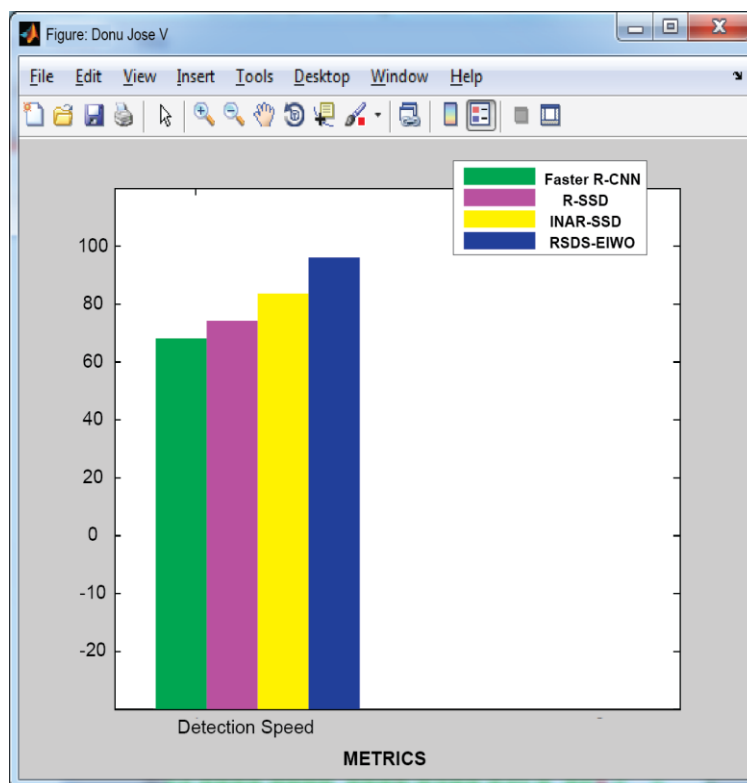 Figure: Donu Jose V
File Edit View Insert Tools Desktop Window Help
Faster R-CNN
R-SSD
INAR-SSD
RSDS-EIWO
100
80
60
40
20
0
-10
-20
Detection Speed
METRICS